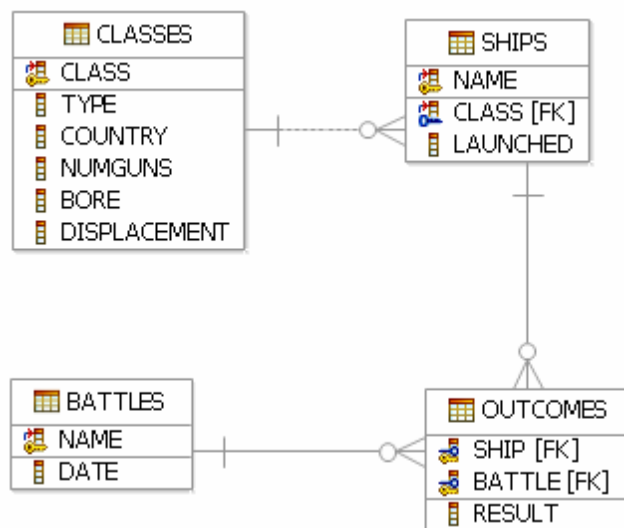 CLASSES
CLASS
TYPE
COUNTRY
NUMGUNS
BORE
DISPLACEMENT
SHIPS
NAME
CLASS [FK]
LAUNCHED
BATTLES
NAME
DATE
OUTCOMES
SHIP [FK]
BATTLE [FK]
RESULT